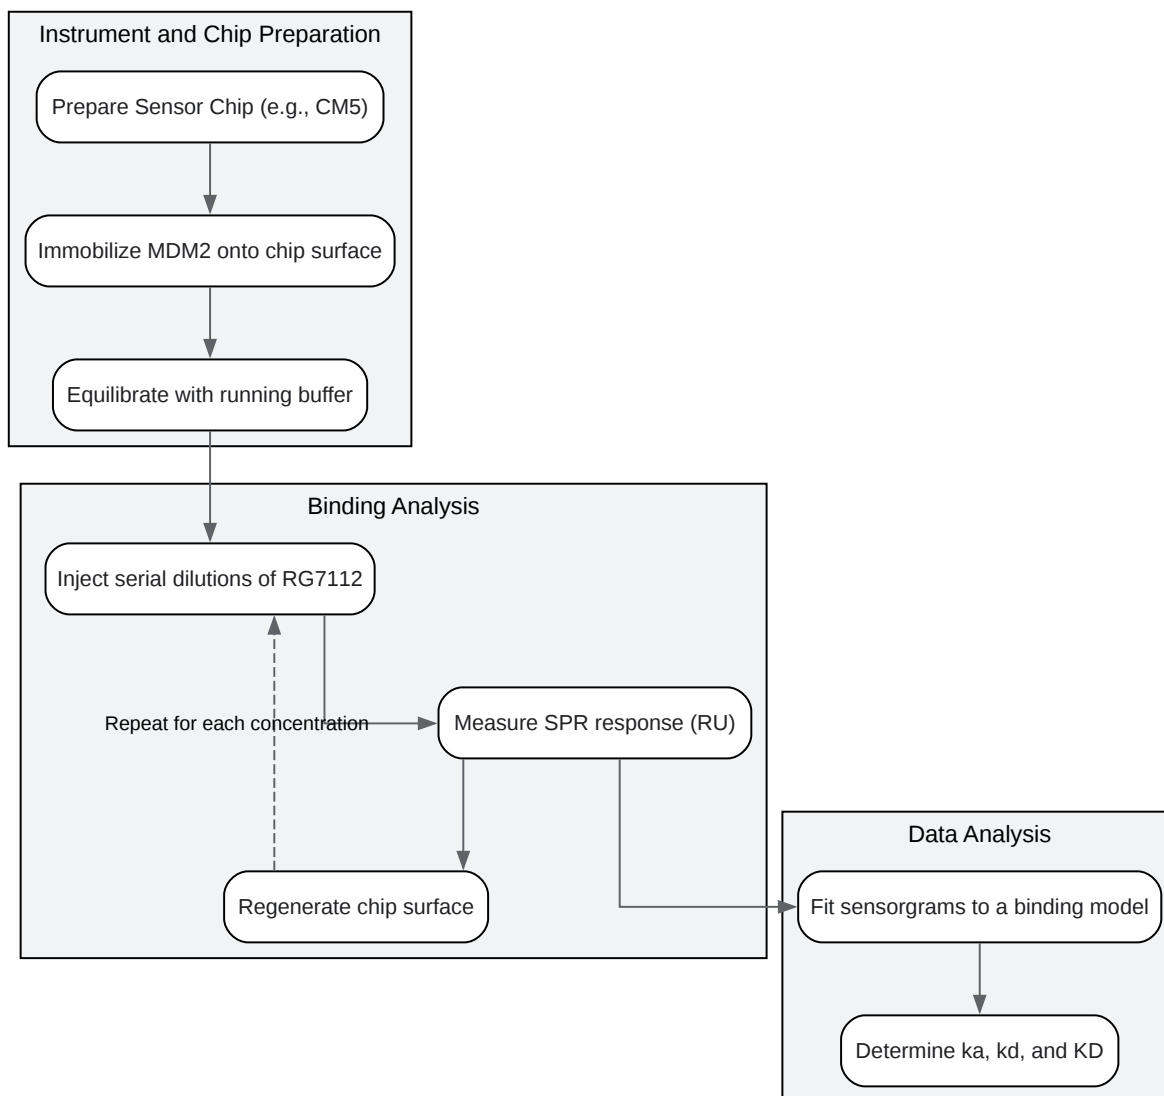 Instrument and Chip Preparation
Prepare Sensor Chip (e.g., CM5)
Immobilize MDM2 onto chip surface
Equilibrate with running buffer
Binding Analysis
Inject serial dilutions of RG7112
Repeat for each concentration
Measure SPR response (RU)
Regenerate chip surface
Data Analysis
Fit sensorgrams to a binding model
Determine ka, kd, and KD